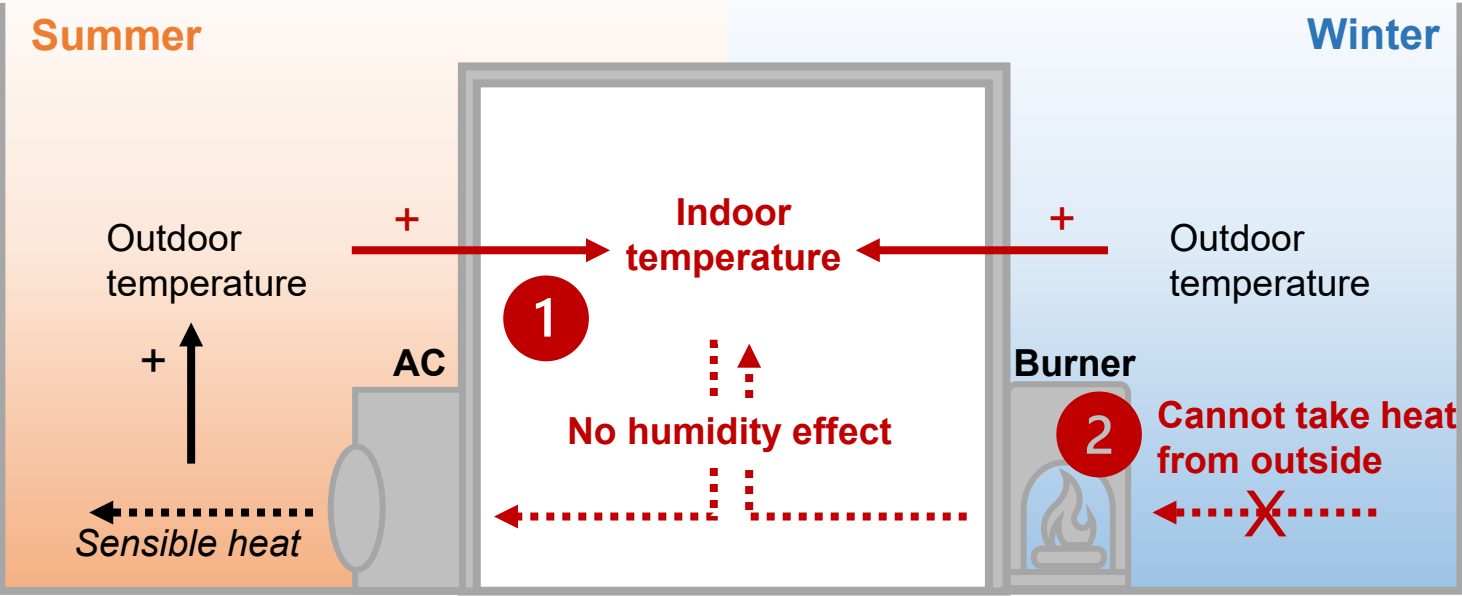 Summer
Winter
+
+
Indoor
temperature
Outdoor
temperature
Outdoor
temperature
1
+
AC
Burner
No humidity effect
2
Cannot take heat
from outside
X
Sensible heat